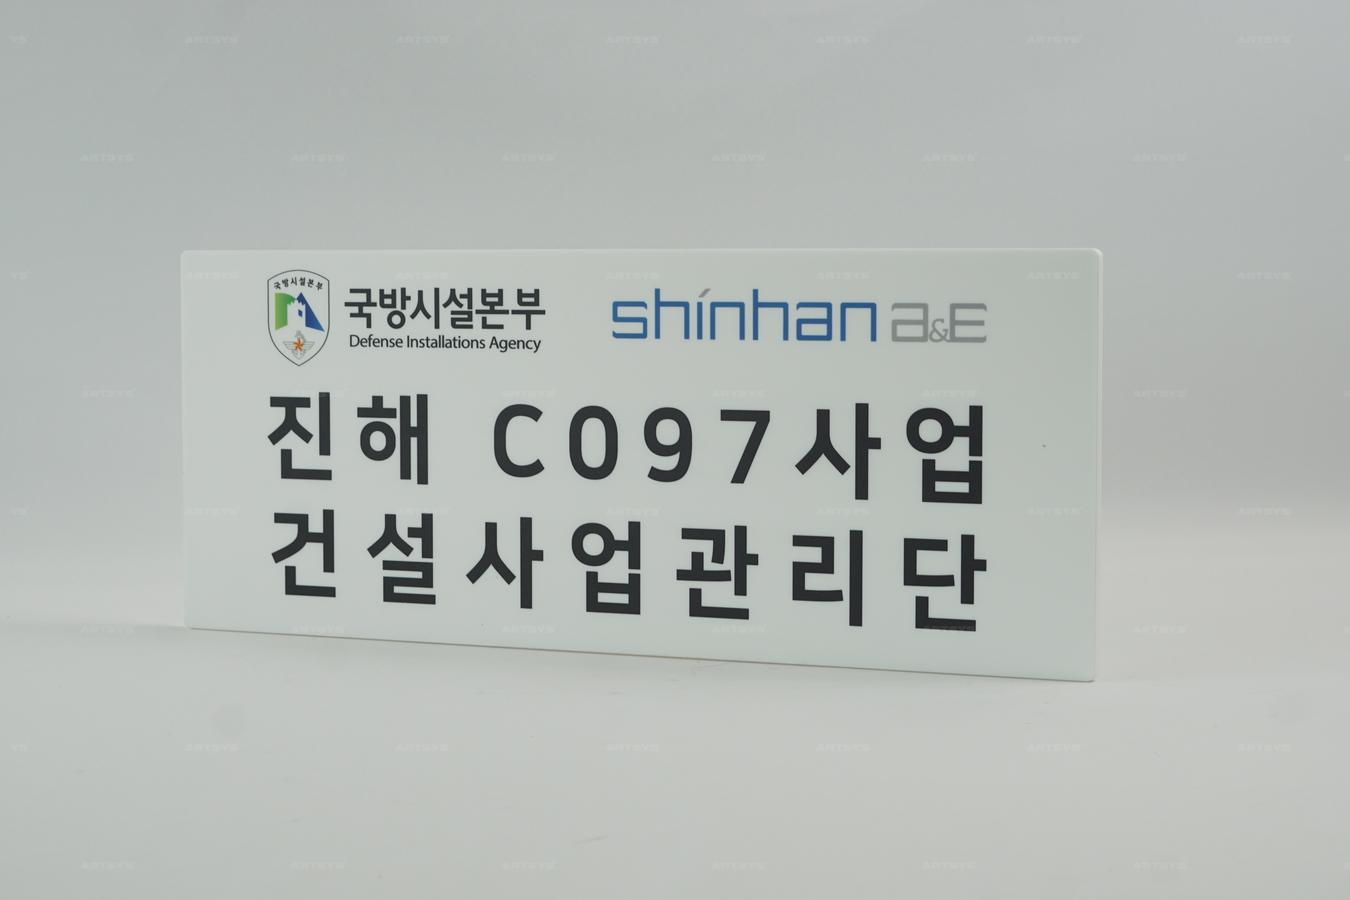 국방시설본부
국방시설본부 shinhan a&E
Defense Installations Agency
진해 C097사업
건설사업관리단
ARTSYS